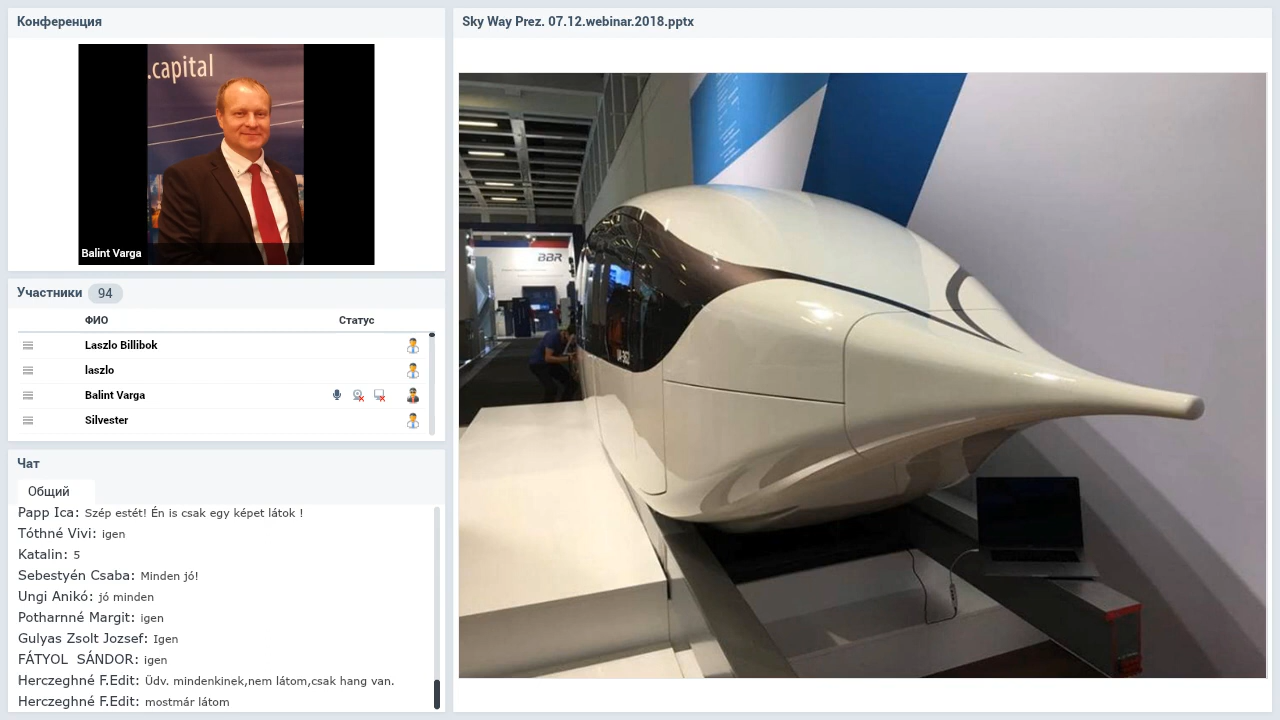 Конференция
.capital
Balint Varga
Участники 94
ФИО Статус
Laszlo Billibok
laszlo
Balint Varga
Silvester
Чат
Общий
Papp Ica: Szép estét! Én is csak egy képet látok !
Tóthné Vivi: igen
Katalin: 5
Sebestyén Csaba: Minden jó!
Ungi Anikó: jó minden
Potharnné Margit: igen
Gulyas Zsolt Jozsef: Igen
FÁTYOL SÁNDOR: igen
Herczeghné F.Edit: Üdv. mindenkinek,nem látom,csak hang van.
Herczeghné F.Edit: mostmár látom
Sky Way Prez. 07.12.webinar.2018.pptx
BBR